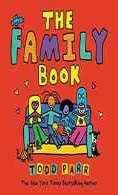 THE
FAMILY
BOOK
TODD PARR
The New York Times Bestselling Author